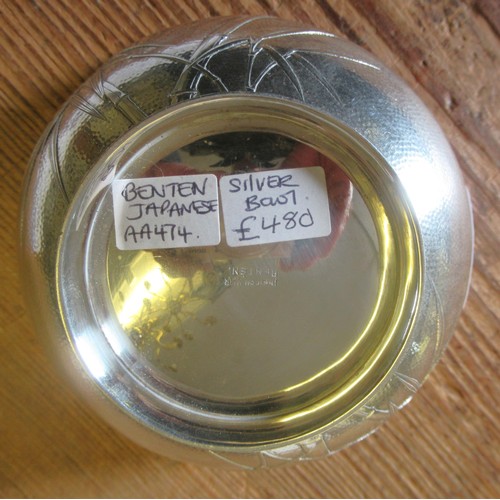 BENTEN
JAPANESE
AA474.
SILVER
BOWL.
£480